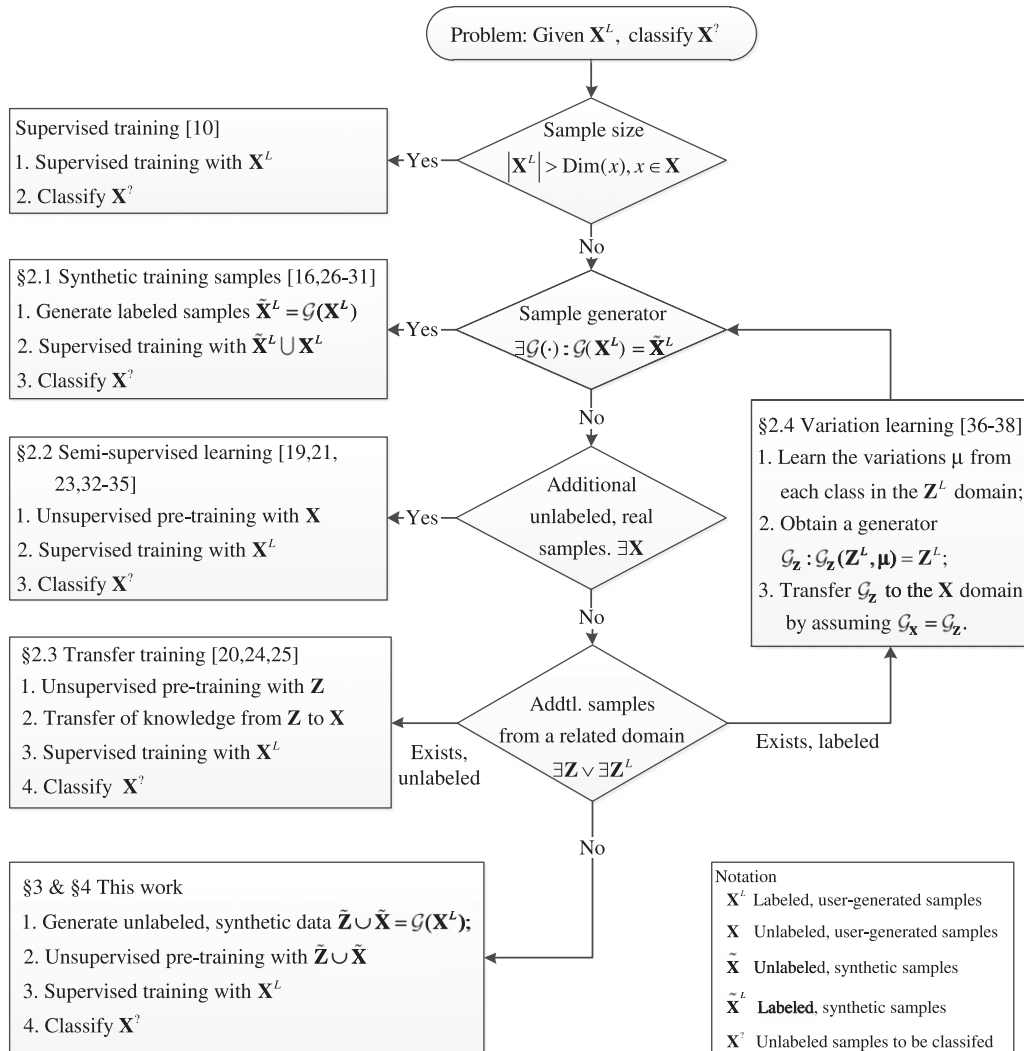 Problem: Given X^L, classify X^?
Sample size
|X^L| > Dim(x), x ∈ X
Yes
No
Supervised training [10]
1. Supervised training with X^L
2. Classify X^?
Sample generator
∃𝒢(·) : 𝒢(X^L) = X̃^L
Yes
No
§2.1 Synthetic training samples [16,26-31]
1. Generate labeled samples X̃^L = 𝒢(X^L)
2. Supervised training with X̃^L ⋃ X^L
3. Classify X^?
Additional
unlabeled, real
samples. ∃X
Yes
No
§2.2 Semi-supervised learning [19,21,
23,32-35]
1. Unsupervised pre-training with X
2. Supervised training with X^L
3. Classify X^?
§2.4 Variation learning [36-38]
1. Learn the variations μ from
each class in the Z^L domain;
2. Obtain a generator
𝒢_Z : 𝒢_Z(Z^L, μ) = Z^L;
3. Transfer 𝒢_Z to the X domain
by assuming 𝒢_X = 𝒢_Z.
Addtl. samples
from a related domain
∃Z ∨ ∃Z^L
Exists,
unlabeled
Exists, labeled
No
§2.3 Transfer training [20,24,25]
1. Unsupervised pre-training with Z
2. Transfer of knowledge from Z to X
3. Supervised training with X^L
4. Classify X^?
§3 & §4 This work
1. Generate unlabeled, synthetic data Z̃ ∪ X̃ = 𝒢(X^L);
2. Unsupervised pre-training with Z̃ ∪ X̃
3. Supervised training with X^L
4. Classify X^?
Notation
X^L Labeled, user-generated samples
X Unlabeled, user-generated samples
X̃ Unlabeled, synthetic samples
X̃^L Labeled, synthetic samples
X^? Unlabeled samples to be classifed